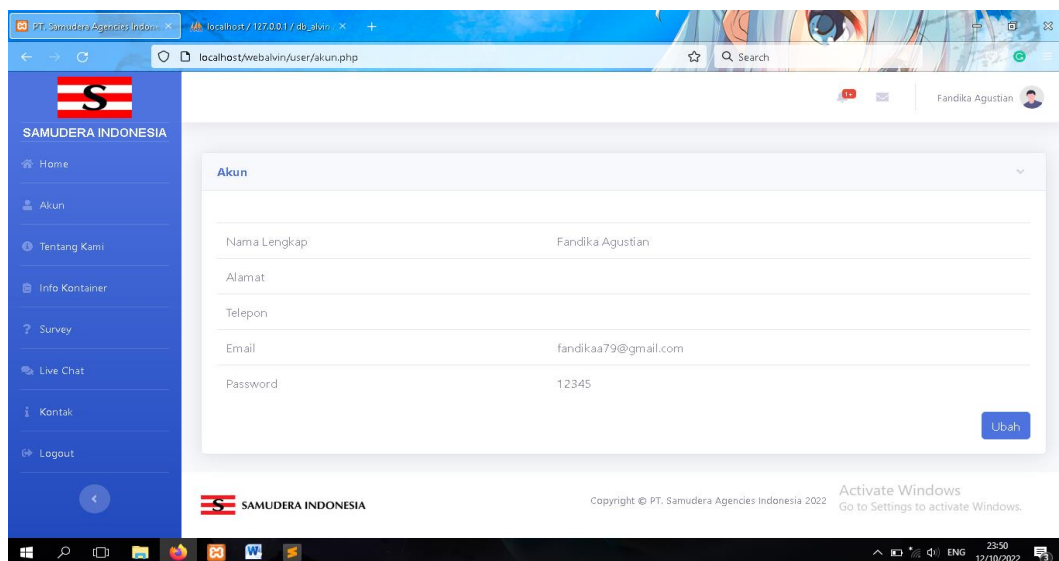 PT. Samudera Agencies Indone
localhost / 127.0.0.1 / db_alvin
localhost/webalvin/user/akun.php
Search
S
SAMUDERA INDONESIA
1+
Fandika Agustian
Home
Akun
Tentang Kami
Info Kontainer
Survey
Live Chat
Kontak
Logout
Akun
Nama Lengkap Fandika Agustian
Alamat
Telepon
Email fandikaa79@gmail.com
Password 12345
Ubah
S SAMUDERA INDONESIA
Copyright © PT. Samudera Agencies Indonesia 2022
Activate Windows
Go to Settings to activate Windows.
ENG
23:50
12/10/2022